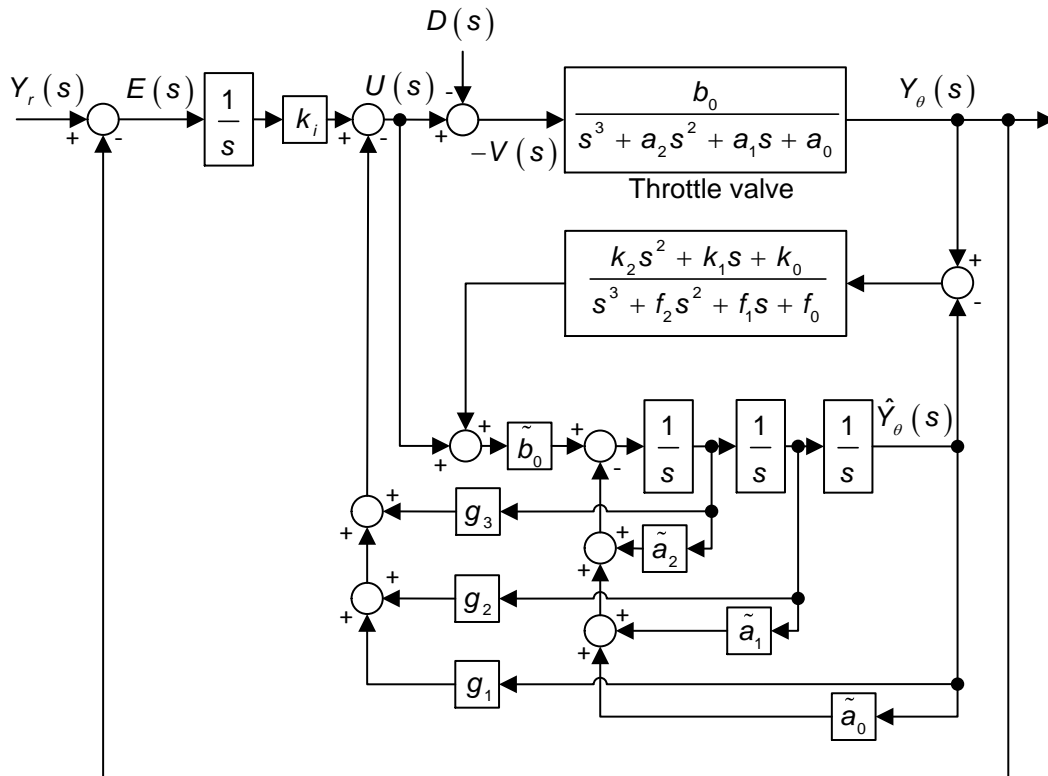 D(s)
Y_r(s)
E(s)
1/s
k_i
U(s)
-V(s)
b_0
s^3 + a_2s^2 + a_1s + a_0
Throttle valve
Y_θ(s)
+
-
+
-
+
-
k_2s^2 + k_1s + k_0
s^3 + f_2s^2 + f_1s + f_0
+
-
+
+
b̃_0
+
-
1/s
1/s
1/s
Ŷ_θ(s)
+
+
g_3
+
+
ã_2
+
+
g_2
+
+
ã_1
g_1
ã_0